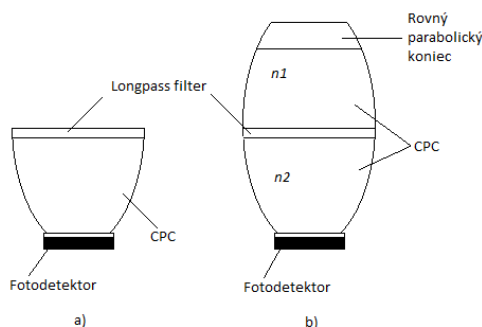 Rovný
parabolický
koniec
n1
Longpass filter
CPC
n2
CPC
Fotodetektor
Fotodetektor
a)
b)